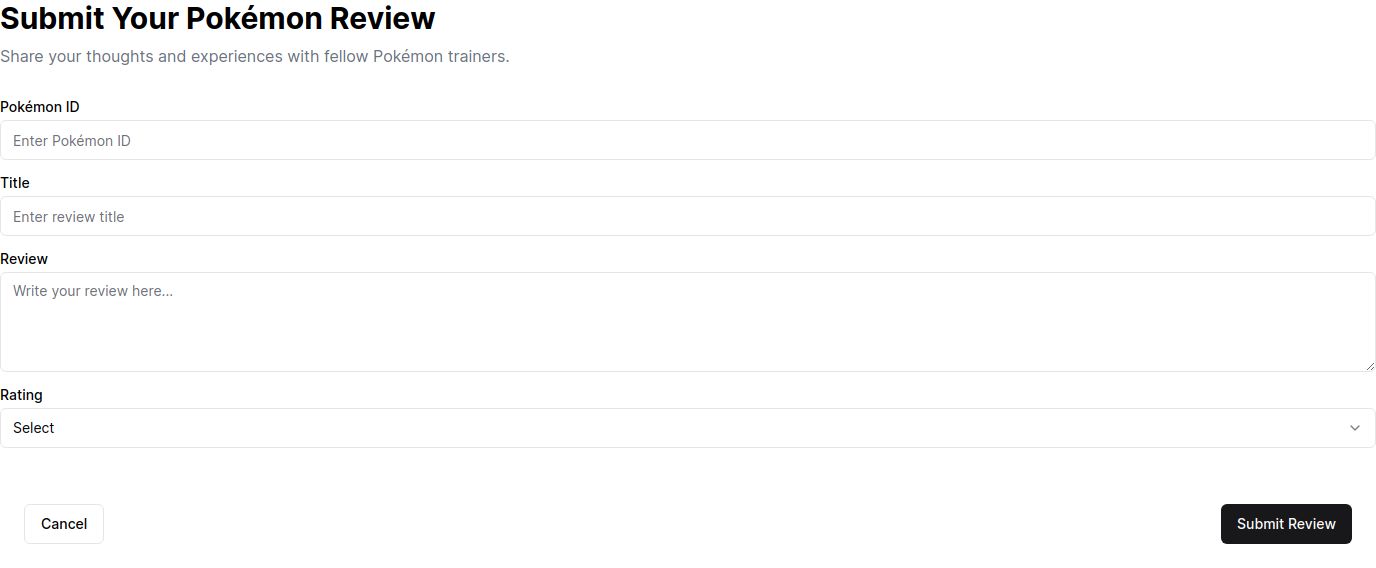 Submit Your Pokémon Review
Share your thoughts and experiences with fellow Pokémon trainers.
Pokémon ID
Enter Pokémon ID
Title
Enter review title
Review
Write your review here...
Rating
Select
Cancel
Submit Review